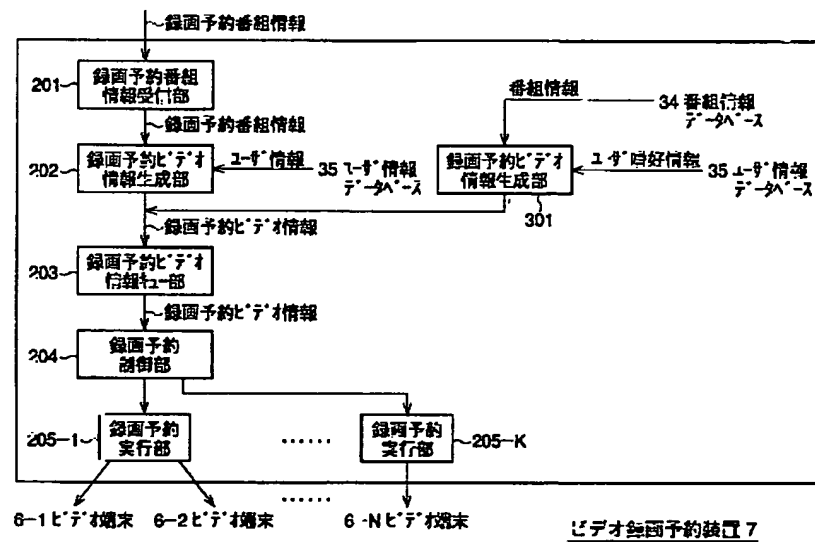 録画予約番組情報
201
録画予約番組
情報受付部
録画予約番組情報
番組情報
34 番組情報
データベース
202
録画予約ビデオ
情報生成部
ユーザ情報
35 ユーザ情報
データベース
録画予約ビデオ
情報生成部
301
ユーザ嗜好情報
35 ユーザ情報
データベース
録画予約ビデオ情報
203
録画予約ビデオ
情報キュー部
録画予約ビデオ情報
204
録画予約
制御部
205-1
録画予約
実行部
……
録画予約
実行部
205-K
6-1 ビデオ端末
6-2 ビデオ端末
……
6-N ビデオ端末
ビデオ録画予約装置 7